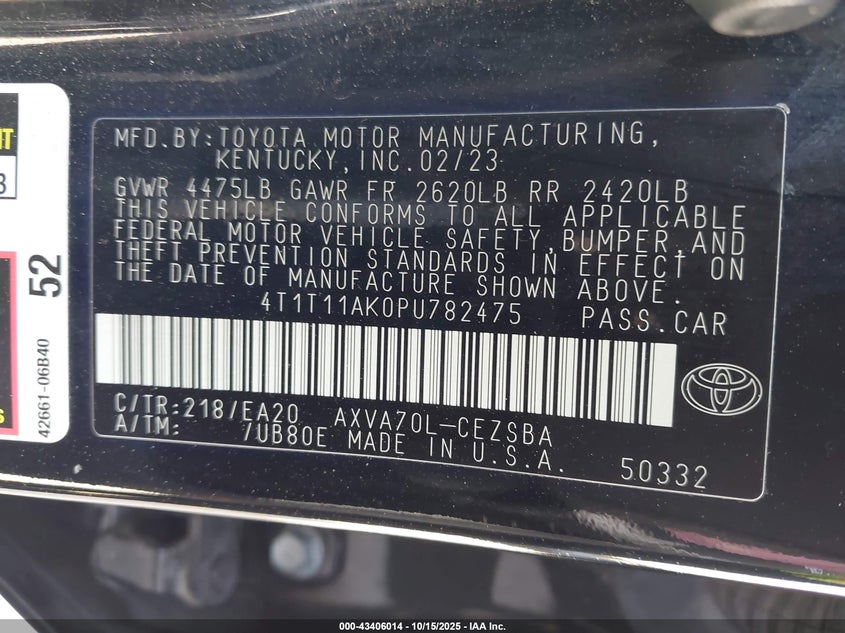 MFD.BY:TOYOTA MOTOR MANUFACTURING,
KENTUCKY,INC.02/23
GVWR 4475LB GAWR FR 2620LB RR 2420LB
THIS VEHICLE CONFORMS TO ALL APPLICABLE
FEDERAL MOTOR VEHICLE SAFETY,BUMPER,AND
THEFT PREVENTION STANDARDS IN EFFECT ON
THE DATE OF MANUFACTURE SHOWN ABOVE.
4T1T11AK0PU782475 PASS.CAR
C/TR:218/EA20 AXVA70L-CEZSBA
A/TM: /UB80E MADE IN U.S.A. 50332
52
42661-06B40
000-43406014 - 10/15/2025 - IAA Inc.